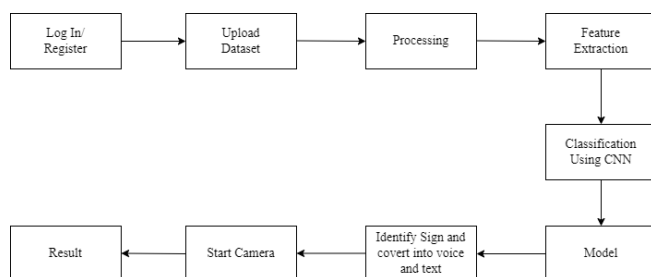 Log In/
Register
Upload
Dataset
Processing
Feature
Extraction
Classification
Using CNN
Model
Identify Sign and
covert into voice
and text
Start Camera
Result